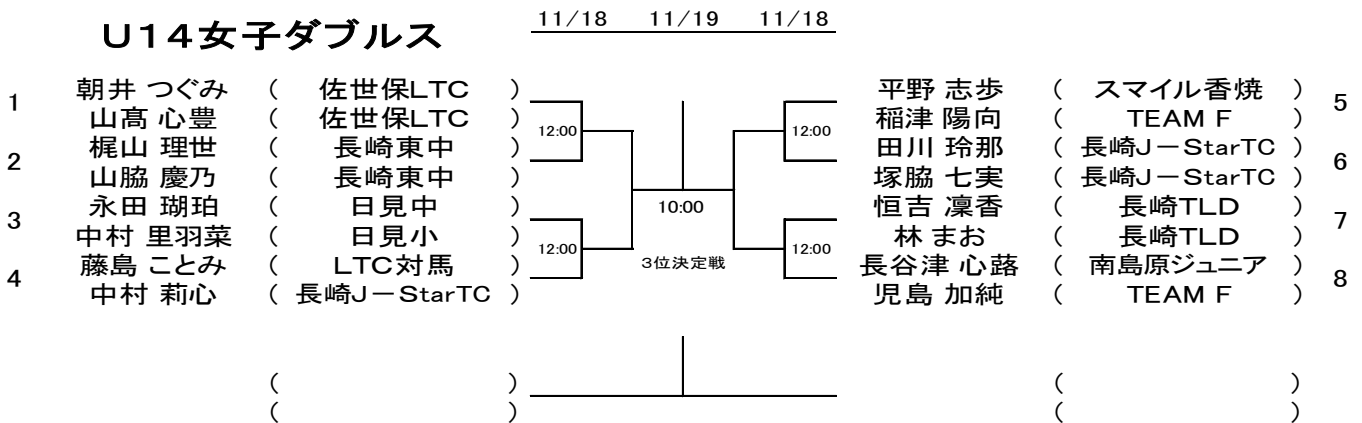 U14女子ダブルス
11/18 11/19 11/18
1 朝井 つぐみ ( 佐世保LTC ) 平野 志歩 ( スマイル香焼 ) 5
山髙 心豊 ( 佐世保LTC ) 12:00 12:00 稲津 陽向 ( TEAM F )
2 梶山 理世 ( 長崎東中 ) 田川 玲那 ( 長崎J-StarTC ) 6
山脇 慶乃 ( 長崎東中 ) 塚脇 七実 ( 長崎J-StarTC )
3 永田 瑚珀 ( 日見中 ) 10:00 恒吉 凜香 ( 長崎TLD ) 7
中村 里羽菜 ( 日見小 ) 12:00 12:00 林 まお ( 長崎TLD )
4 藤島 ことみ ( LTC対馬 ) 3位決定戦 長谷津 心蕗 ( 南島原ジュニア ) 8
中村 莉心 ( 長崎J-StarTC ) 児島 加純 ( TEAM F )
( ) ( )
( ) ( )